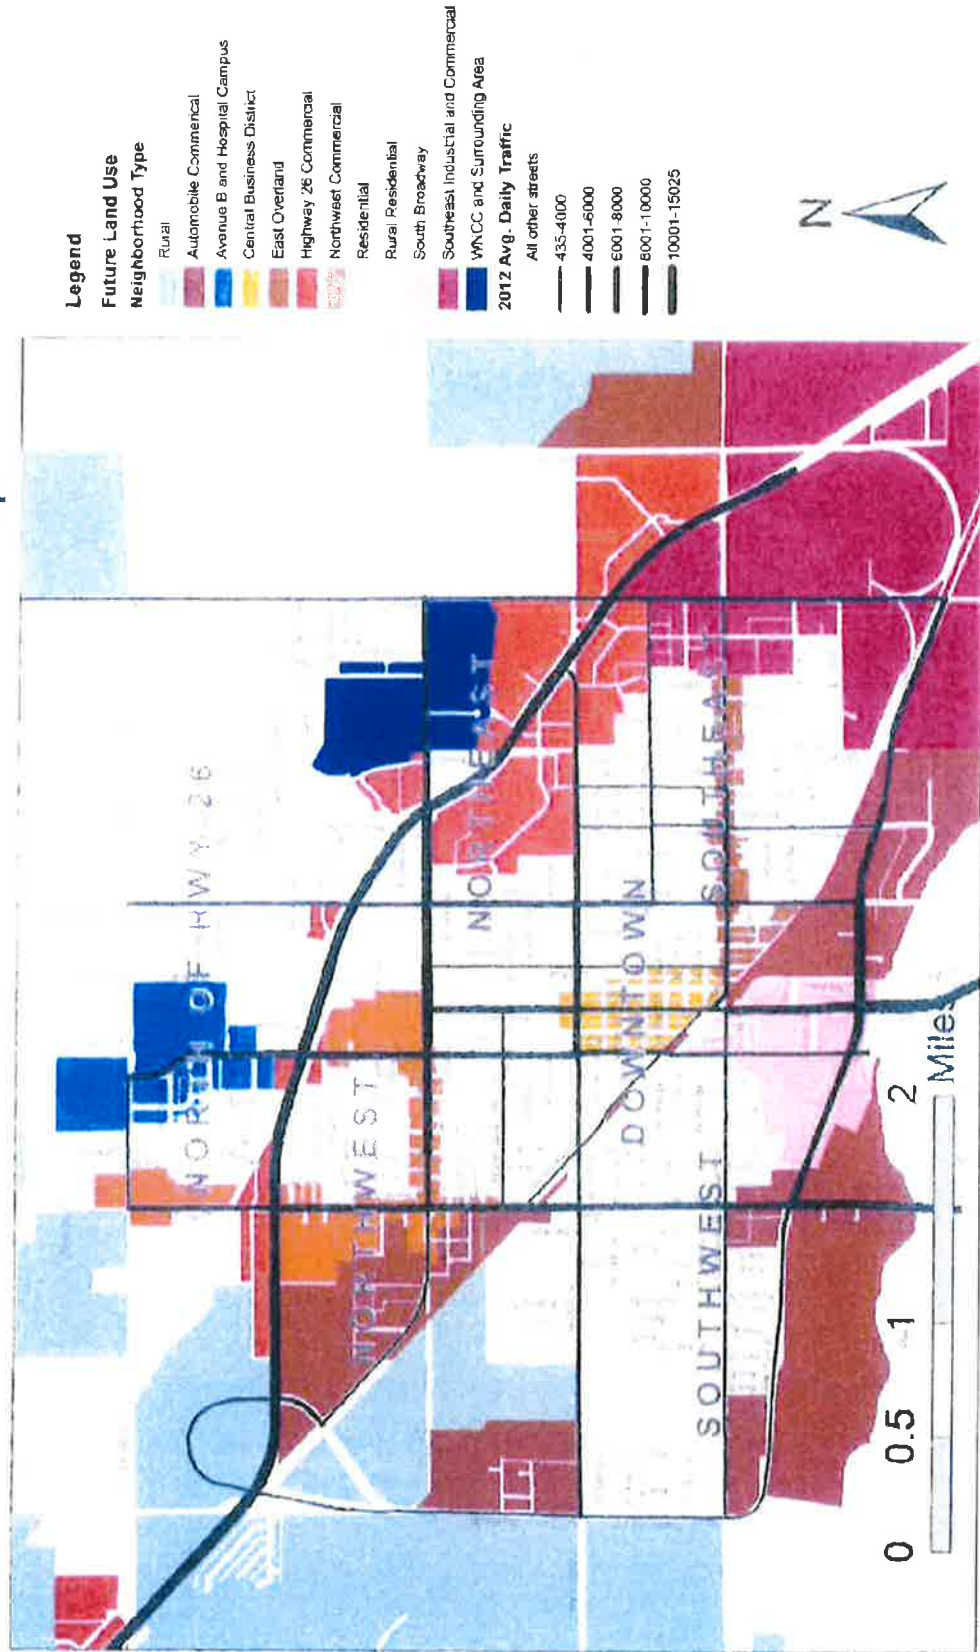 Legend
Future Land Use
Neighborhood Type
Rural
Automobile Commerical
Avenue B and Hospital Campus
Central Business District
East Overland
Highway 26 Commercial
Northwest Commercial
Residential
Rural Residential
South Broadway
Southeast Industrial and Commercial
WNCC and Surrounding Area
2012 Avg. Daily Traffic
All other streets
435-4000
4001-6000
6001-8000
8001-10000
10001-15025
N
NORTH OF HWY 26
NORTHWEST
NORTHEAST
DOWNTOWN
SOUTHWEST
SOUTHEAST
0 0.5 1 2
Miles